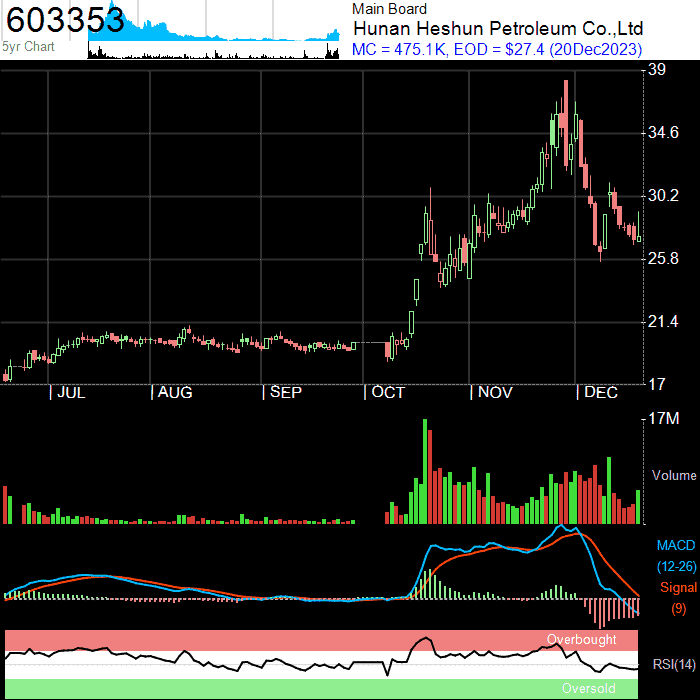 603353
5yr Chart
Main Board
Hunan Heshun Petroleum Co.,Ltd
MC = 475.1K, EOD = $27.4 (20Dec2023)
39
34.6
30.2
25.8
21.4
17
| JUL | AUG | SEP | OCT | NOV | DEC
17M
Volume
MACD
(12-26)
Signal
(9)
Overbought
RSI(14)
Oversold